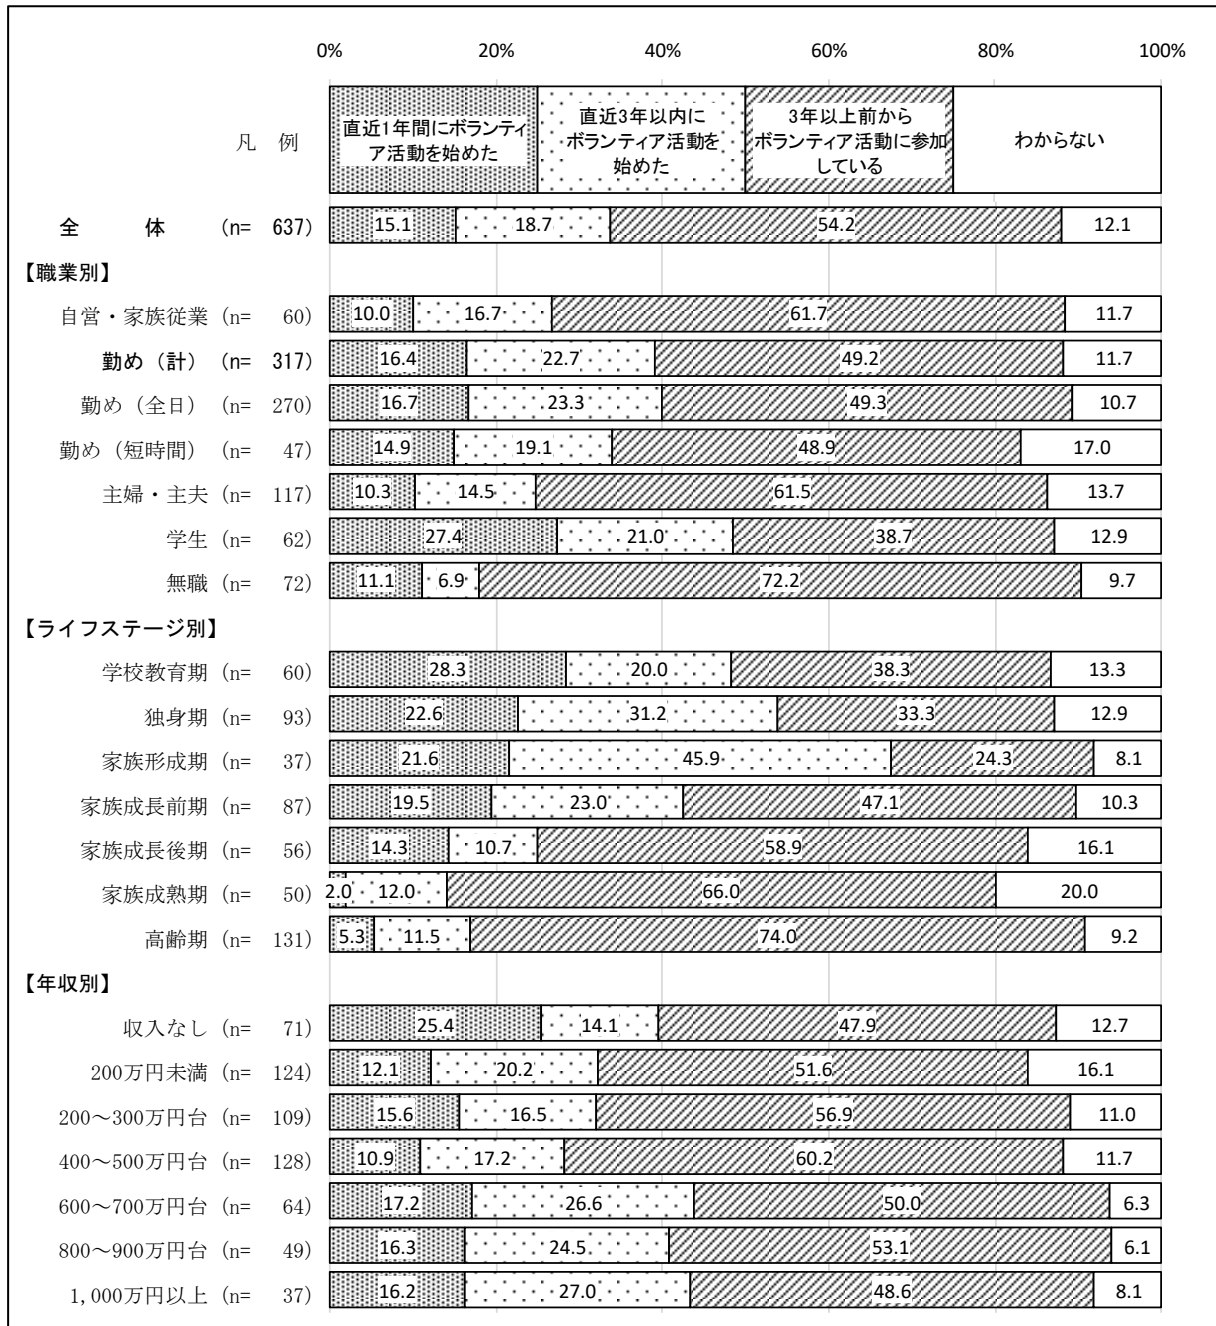 0% 20% 40% 60% 80% 100%
凡 例
直近1年間にボランティ
ア活動を始めた
直近3年以内に
ボランティア活動を
始めた
3年以上前から
ボランティア活動に参加
している
わからない
全 体 (n= 637) 15.1 18.7 54.2 12.1
【職業別】
自営・家族従業 (n= 60) 10.0 16.7 61.7 11.7
勤め（計） (n= 317) 16.4 22.7 49.2 11.7
勤め（全日） (n= 270) 16.7 23.3 49.3 10.7
勤め（短時間） (n= 47) 14.9 19.1 48.9 17.0
主婦・主夫 (n= 117) 10.3 14.5 61.5 13.7
学生 (n= 62) 27.4 21.0 38.7 12.9
無職 (n= 72) 11.1 6.9 72.2 9.7
【ライフステージ別】
学校教育期 (n= 60) 28.3 20.0 38.3 13.3
独身期 (n= 93) 22.6 31.2 33.3 12.9
家族形成期 (n= 37) 21.6 45.9 24.3 8.1
家族成長前期 (n= 87) 19.5 23.0 47.1 10.3
家族成長後期 (n= 56) 14.3 10.7 58.9 16.1
家族成熟期 (n= 50) 2.0 12.0 66.0 20.0
高齢期 (n= 131) 5.3 11.5 74.0 9.2
【年収別】
収入なし (n= 71) 25.4 14.1 47.9 12.7
200万円未満 (n= 124) 12.1 20.2 51.6 16.1
200～300万円台 (n= 109) 15.6 16.5 56.9 11.0
400～500万円台 (n= 128) 10.9 17.2 60.2 11.7
600～700万円台 (n= 64) 17.2 26.6 50.0 6.3
800～900万円台 (n= 49) 16.3 24.5 53.1 6.1
1,000万円以上 (n= 37) 16.2 27.0 48.6 8.1